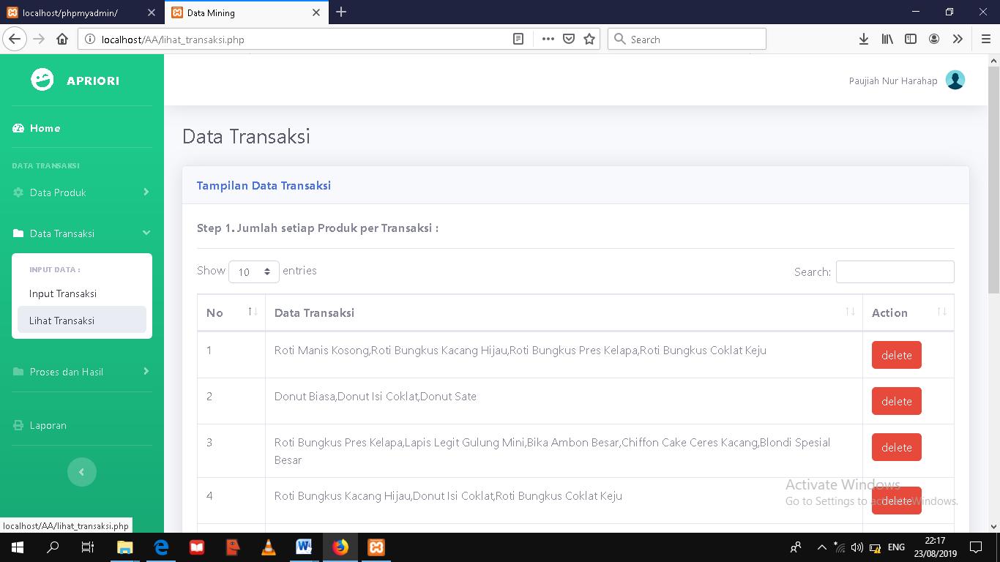 localhost/phpmyadmin/
Data Mining
localhost/AA/lihat_transaksi.php
Search
APRIORI
Paujiah Nur Harahap
Home
DATA TRANSAKSI
Data Produk
Data Transaksi
INPUT DATA :
Input Transaksi
Lihat Transaksi
Proses dan Hasil
Laporan
Data Transaksi
Tampilan Data Transaksi
Step 1. Jumlah setiap Produk per Transaksi :
Show 10 entries
Search:
No Data Transaksi Action
1 Roti Manis Kosong,Roti Bungkus Kacang Hijau,Roti Bungkus Pres Kelapa,Roti Bungkus Coklat Keju delete
2 Donut Biasa,Donut Isi Coklat,Donut Sate delete
3 Roti Bungkus Pres Kelapa,Lapis Legit Gulung Mini,Bika Ambon Besar,Chiffon Cake Ceres Kacang,Blondi Spesial delete
Besar
4 Roti Bungkus Kacang Hijau,Donut Isi Coklat,Roti Bungkus Coklat Keju delete
Activate Windows
Go to Settings to activate Windows.
localhost/AA/lihat_transaksi.php
ENG
22:17
23/08/2019